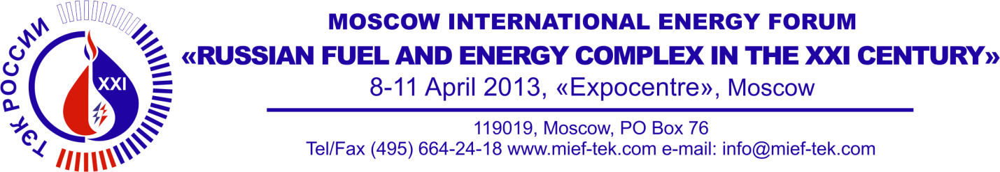 ТЭК РОССИИ
XXI
MOSCOW INTERNATIONAL ENERGY FORUM
«RUSSIAN FUEL AND ENERGY COMPLEX IN THE XXI CENTURY»
8-11 April 2013, «Expocentre», Moscow
119019, Moscow, PO Box 76
Tel/Fax (495) 664-24-18 www.mief-tek.com e-mail: info@mief-tek.com